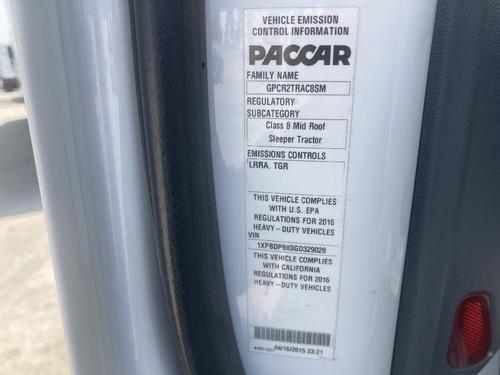 VEHICLE EMISSION
CONTROL INFORMATION
PACCAR
FAMILY NAME
GPCR2TRAC8SM
REGULATORY
SUBCATEGORY
Class 8 Mid Roof
Sleeper Tractor
EMISSIONS CONTROLS
LRRA, TGR
THIS VEHICLE COMPLIES
WITH U.S. EPA
REGULATIONS FOR 2016
HEAVY-DUTY VEHICLES
VIN
1XPBDP9X0GD329028
THIS VEHICLE COMPLIES
WITH CALIFORNIA
REGULATIONS FOR 2016
HEAVY-DUTY VEHICLES
04/16/2015 23:21